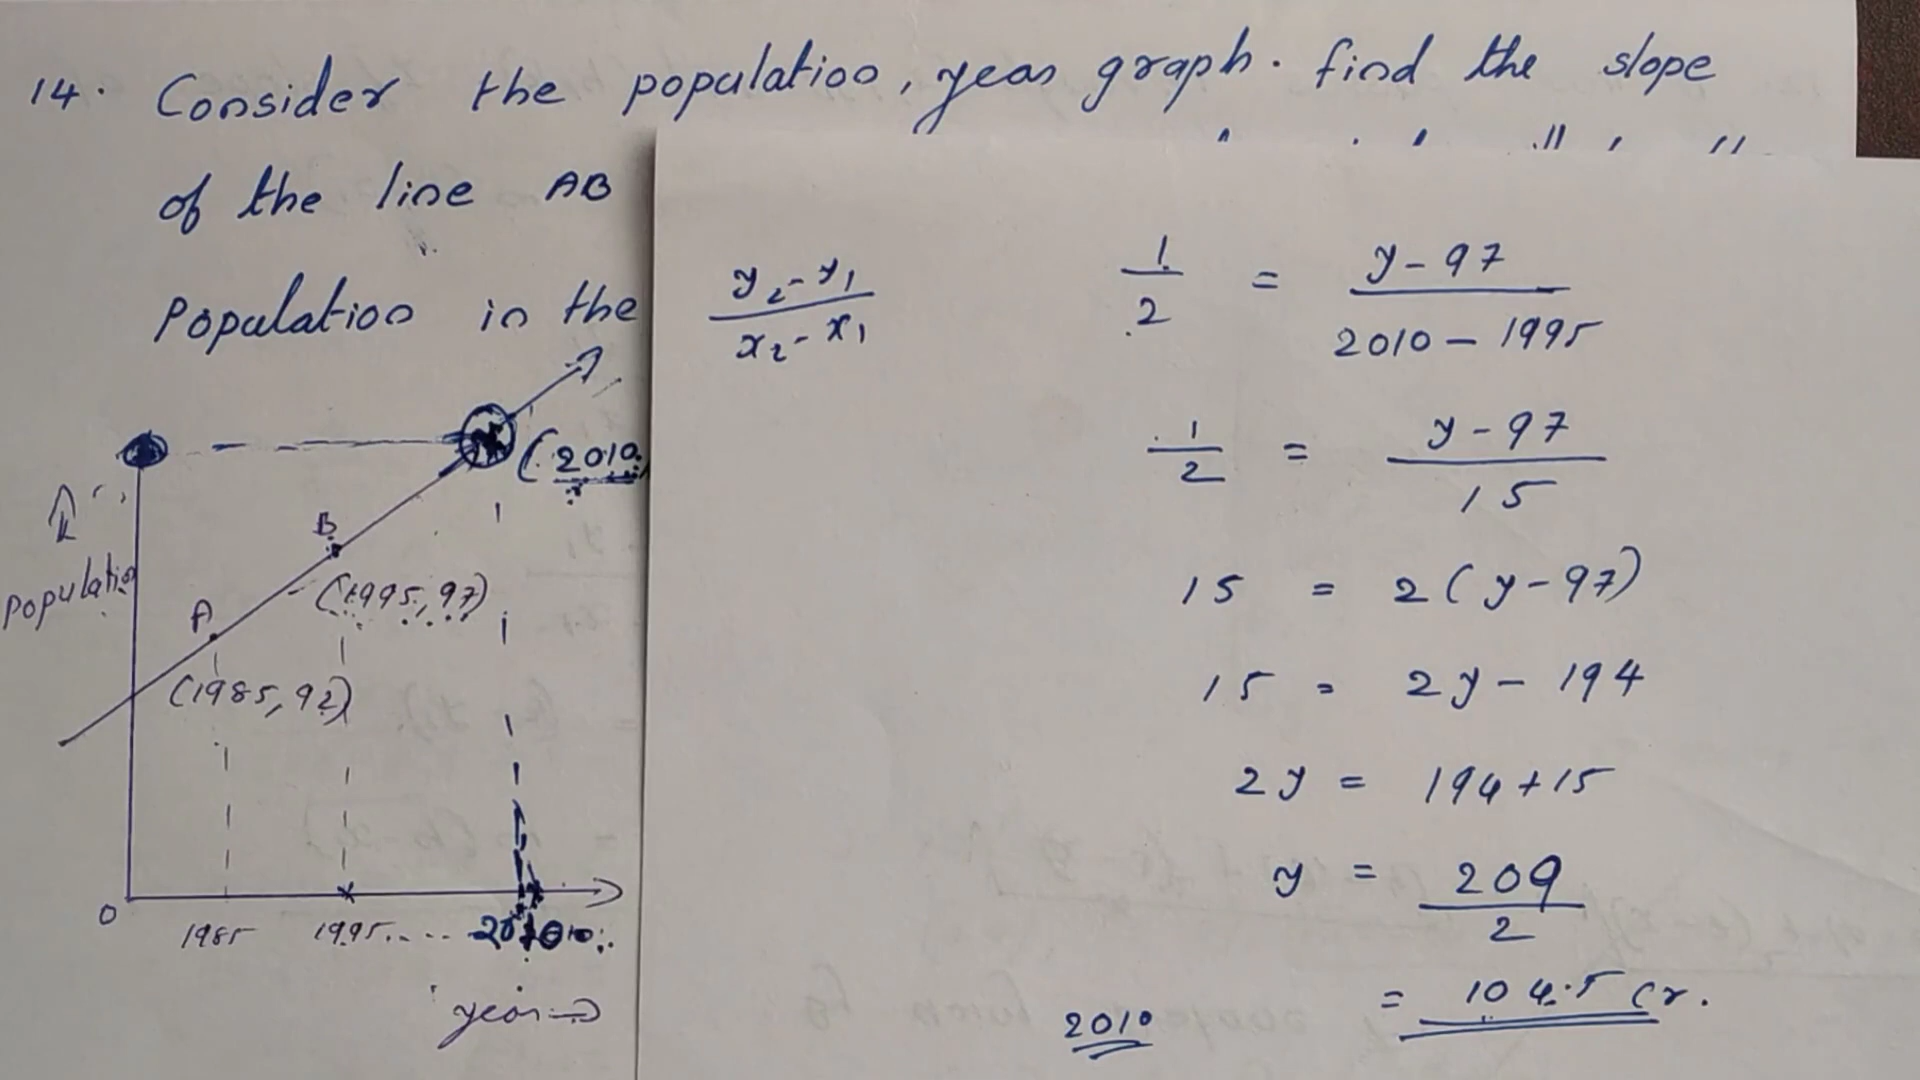 14. Consider the population, year graph. find the slope
of the line AB
Population in the
(2010
B
Population
(1995, 97)
A
(1985, 92)
O
1985 1995.... 2010
year →
y₂-y₁ / x₂-x₁
1/2 = y-97 / 2010-1995
1/2 = y-97 / 15
15 = 2(y-97)
15 = 2y-194
2y = 194+15
y = 209/2
= 104.5 Cr.
2010